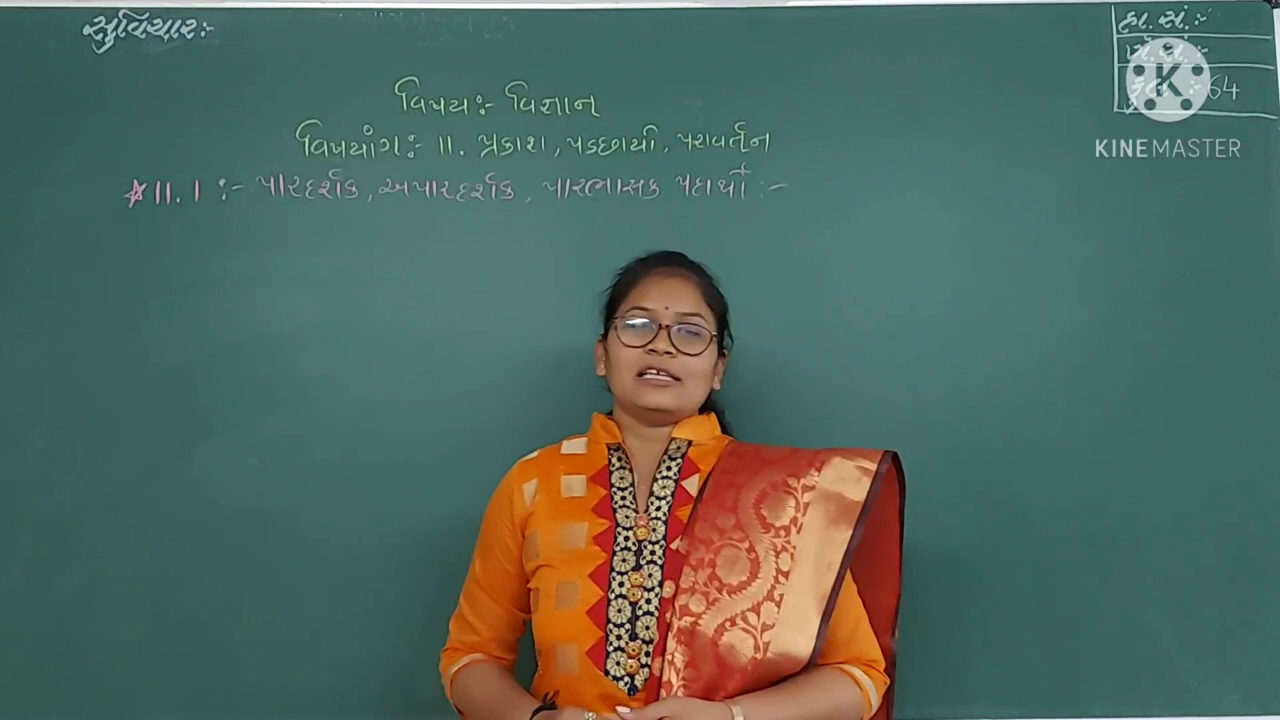 સુવિચાર:-
હા. સં. :-
64
KINEMASTER
વિષય :- વિજ્ઞાન
વિષયાંગ :- 11. પ્રકાશ, પડછાયો, પરાવર્તન
* 11.1 :- પારદર્શક, અપારદર્શક, પારભાસક પદાર્થો :-